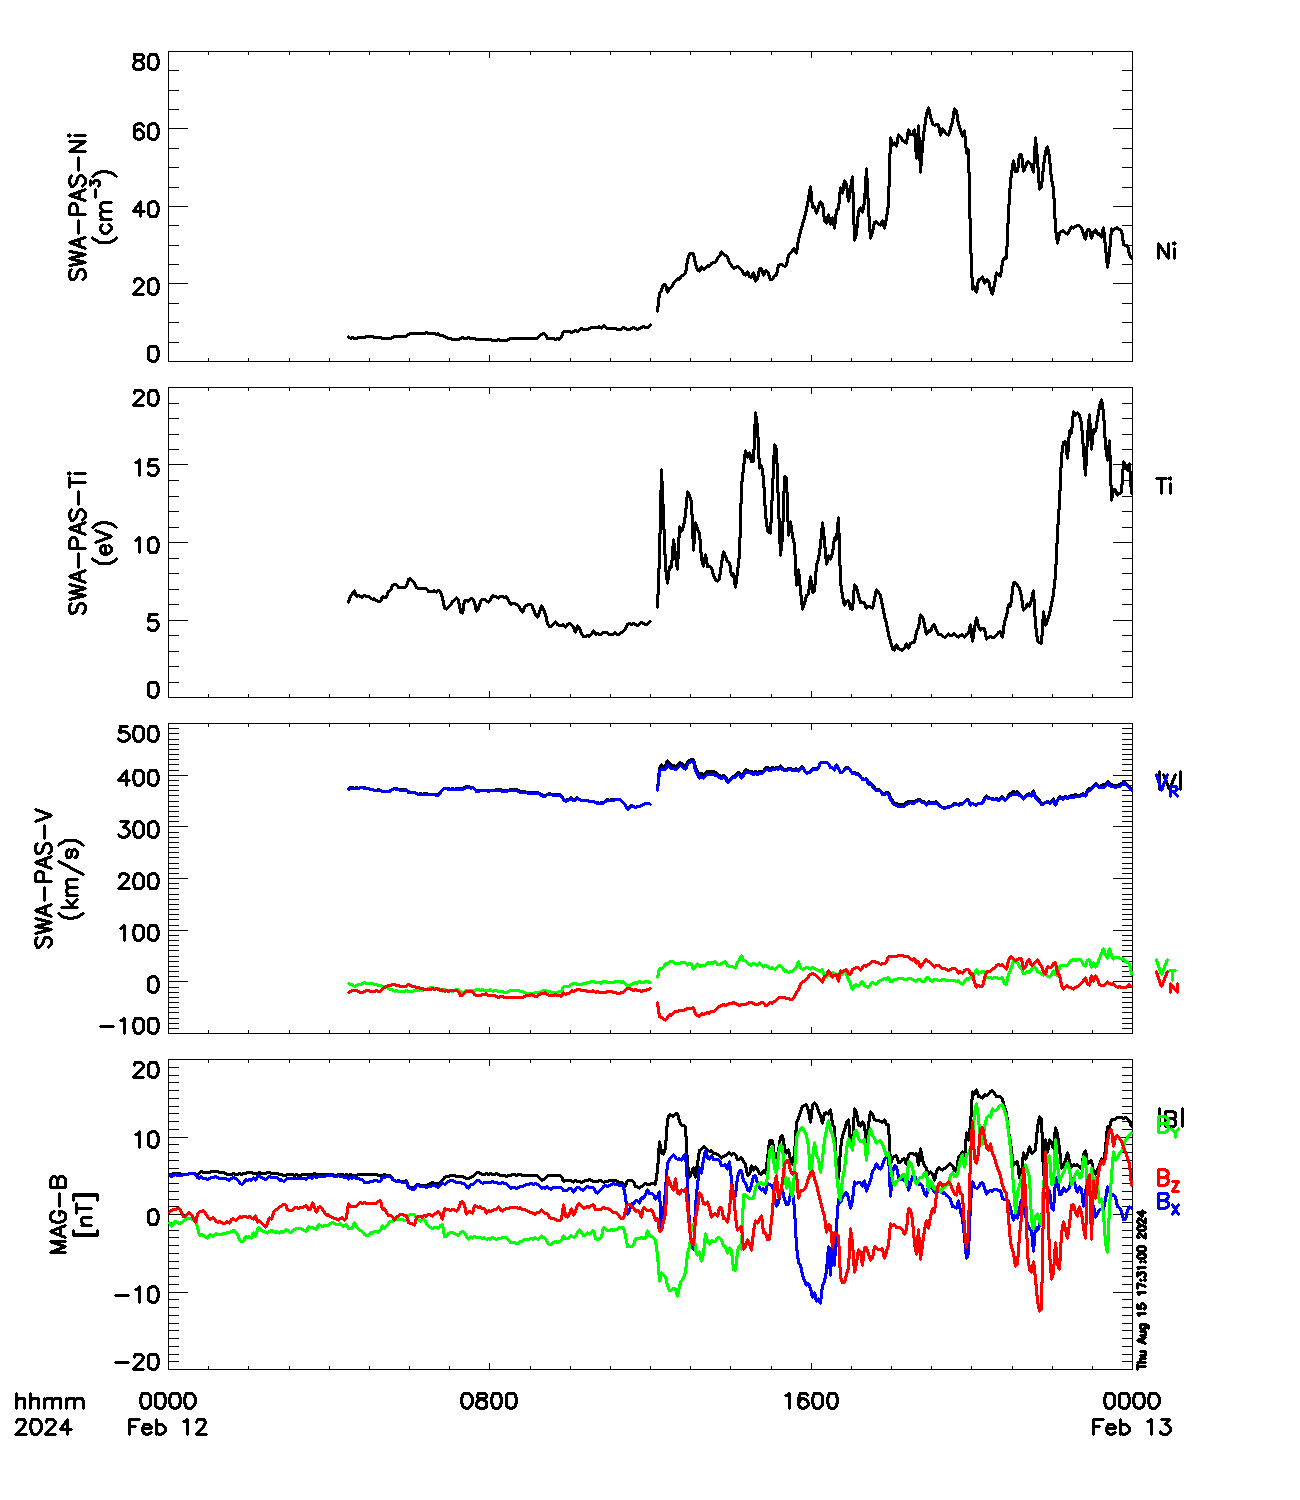 80
60
40
20
0
SWA-PAS-Ni
(cm-3)
Ni
20
15
10
5
0
SWA-PAS-Ti
(eV)
Ti
500
400
300
200
100
0
-100
SWA-PAS-V
(km/s)
|V|
VR
VT
VN
20
10
0
-10
-20
MAG-B
[nT]
|B|
BY
BZ
BX
Thu Aug 15 17:31:00 2024
hhmm 0000 0800 1600 0000
2024 Feb 12 Feb 13